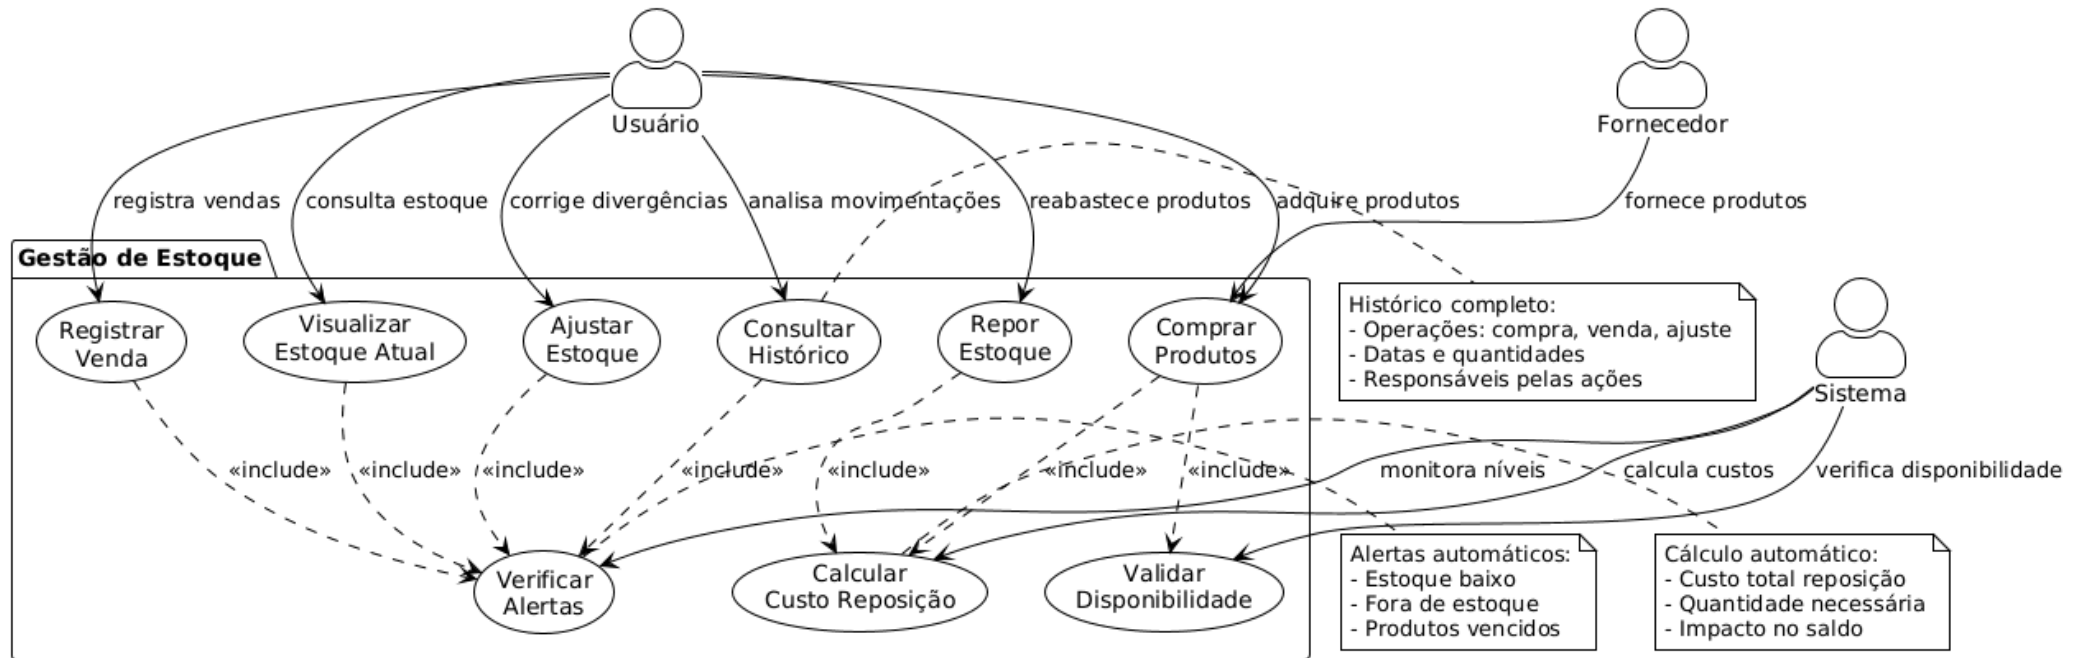 Usuário
Fornecedor
registra vendas
consulta estoque
corrige divergências
analisa movimentações
reabastece produtos
adquire produtos
fornece produtos
Gestão de Estoque
Registrar
Venda
Visualizar
Estoque Atual
Ajustar
Estoque
Consultar
Histórico
Repor
Estoque
Comprar
Produtos
Histórico completo:
- Operações: compra, venda, ajuste
- Datas e quantidades
- Responsáveis pelas ações
Sistema
«include»
«include»
«include»
«include»
«include»
«include»
«include»
monitora níveis
calcula custos
verifica disponibilidade
Verificar
Alertas
Calcular
Custo Reposição
Validar
Disponibilidade
Alertas automáticos:
- Estoque baixo
- Fora de estoque
- Produtos vencidos
Cálculo automático:
- Custo total reposição
- Quantidade necessária
- Impacto no saldo